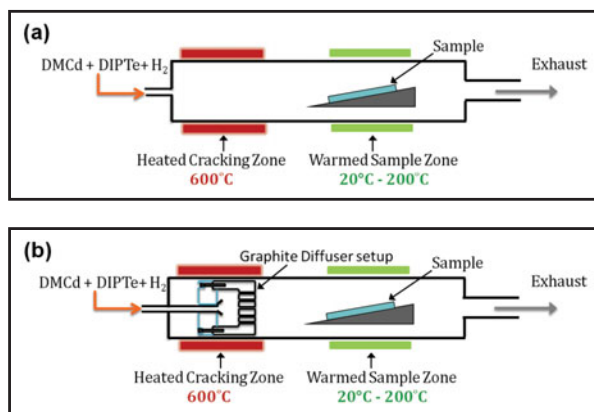 (a)
Sample
DMCd + DIPTe+ H2
Exhaust
Heated Cracking Zone
600°C
Warmed Sample Zone
20°C - 200°C
(b)
Graphite Diffuser setup
Sample
DMCd + DIPTe+ H2
Exhaust
Heated Cracking Zone
600°C
Warmed Sample Zone
20°C - 200°C